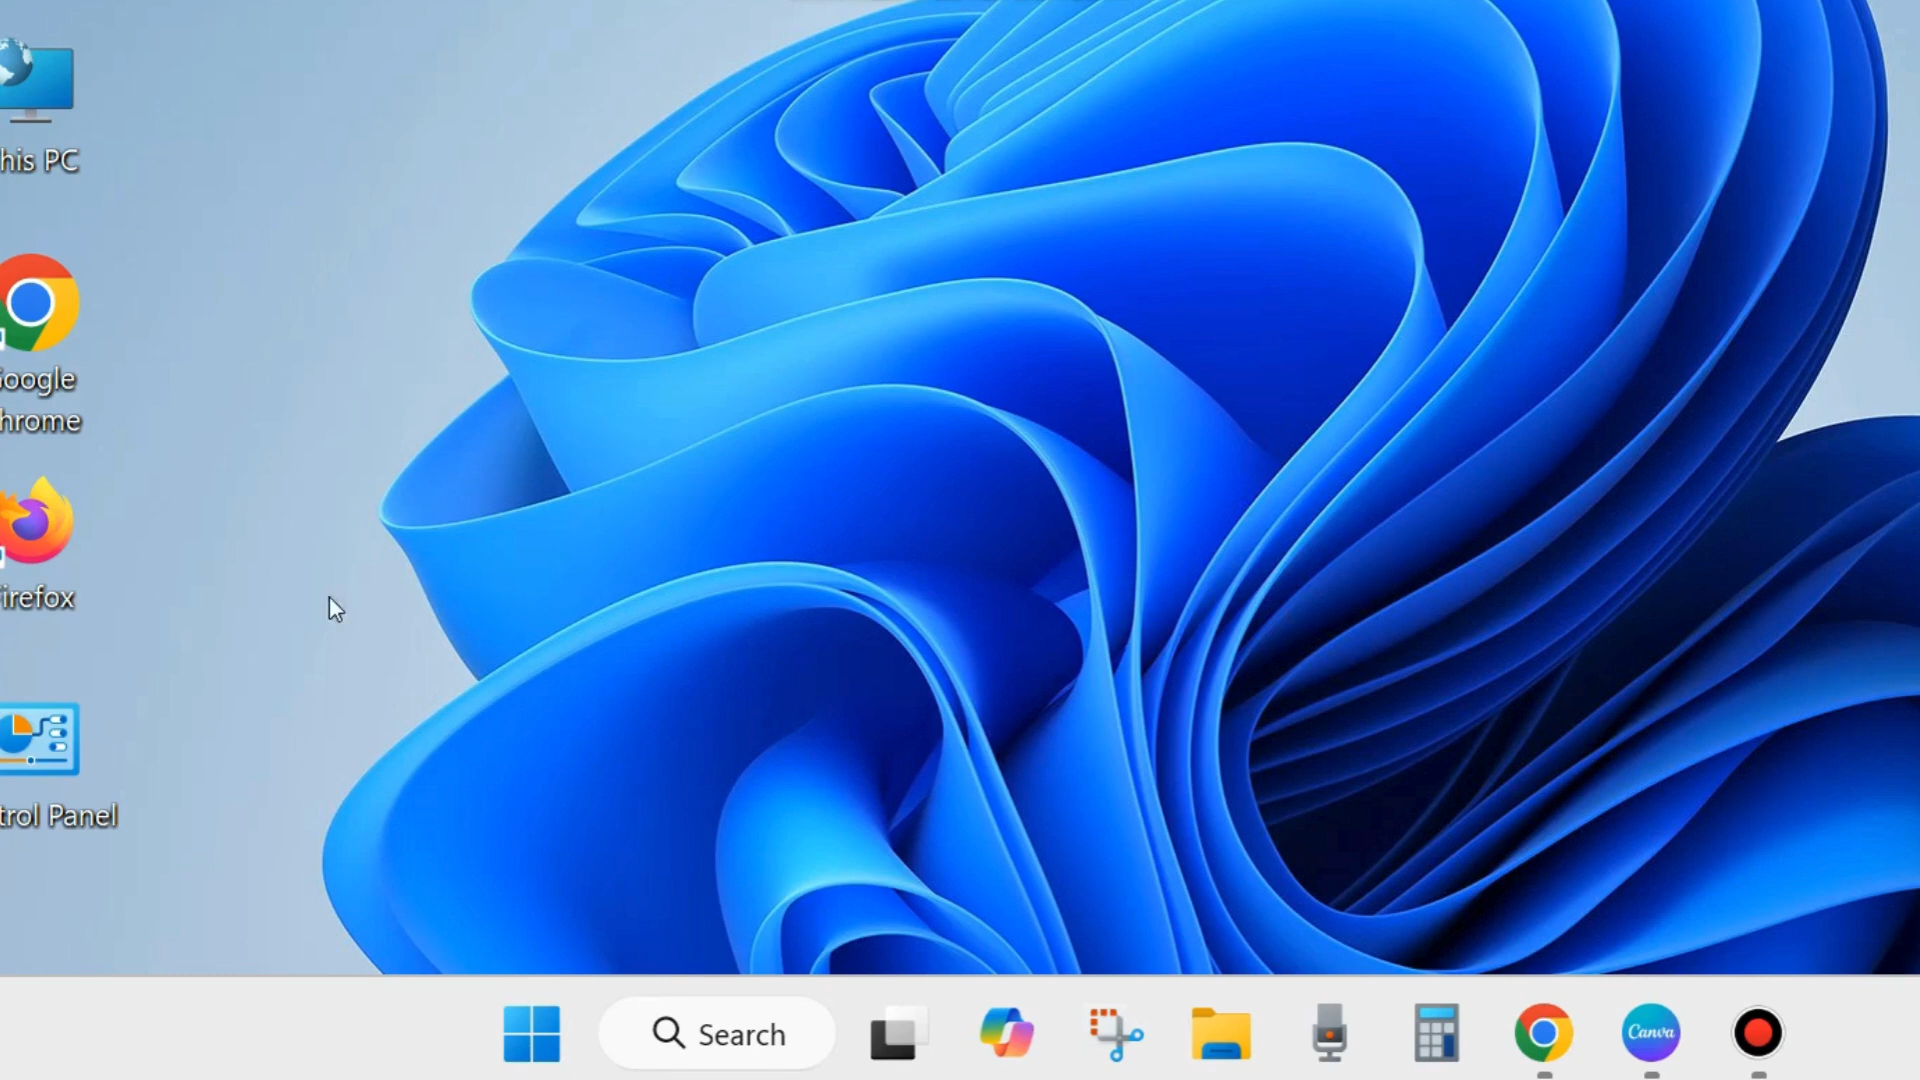 his PC
oogle
hrome
irefox
trol Panel
Search
Canva